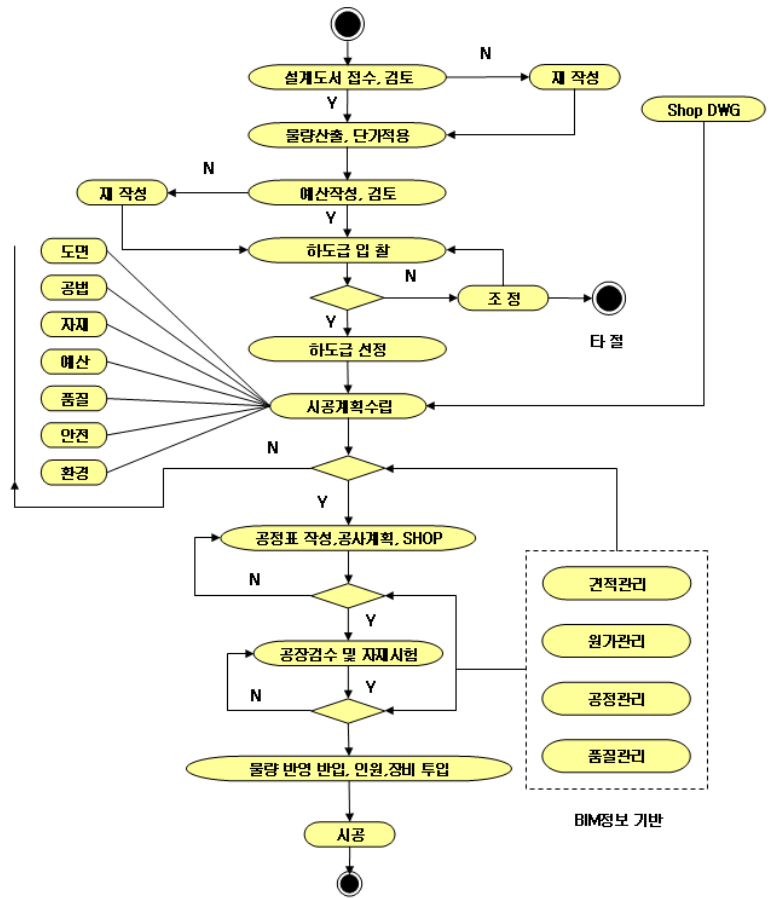 설계도서 접수, 검토
N
재 작성
Y
Shop DWG
물량산출, 단가적용
N
재 작성
예산작성, 검토
Y
하도급 입 찰
도면
공법
자재
예산
품질
안전
환경
N
조 정
타 절
Y
하도급 선정
시공계획수립
N
Y
공정표 작성,공사계획, SHOP
N
Y
공장검수 및 자재시험
N
Y
물량 반영 반입, 인원,장비 투입
시공
견적관리
원가관리
공정관리
품질관리
BIM정보 기반